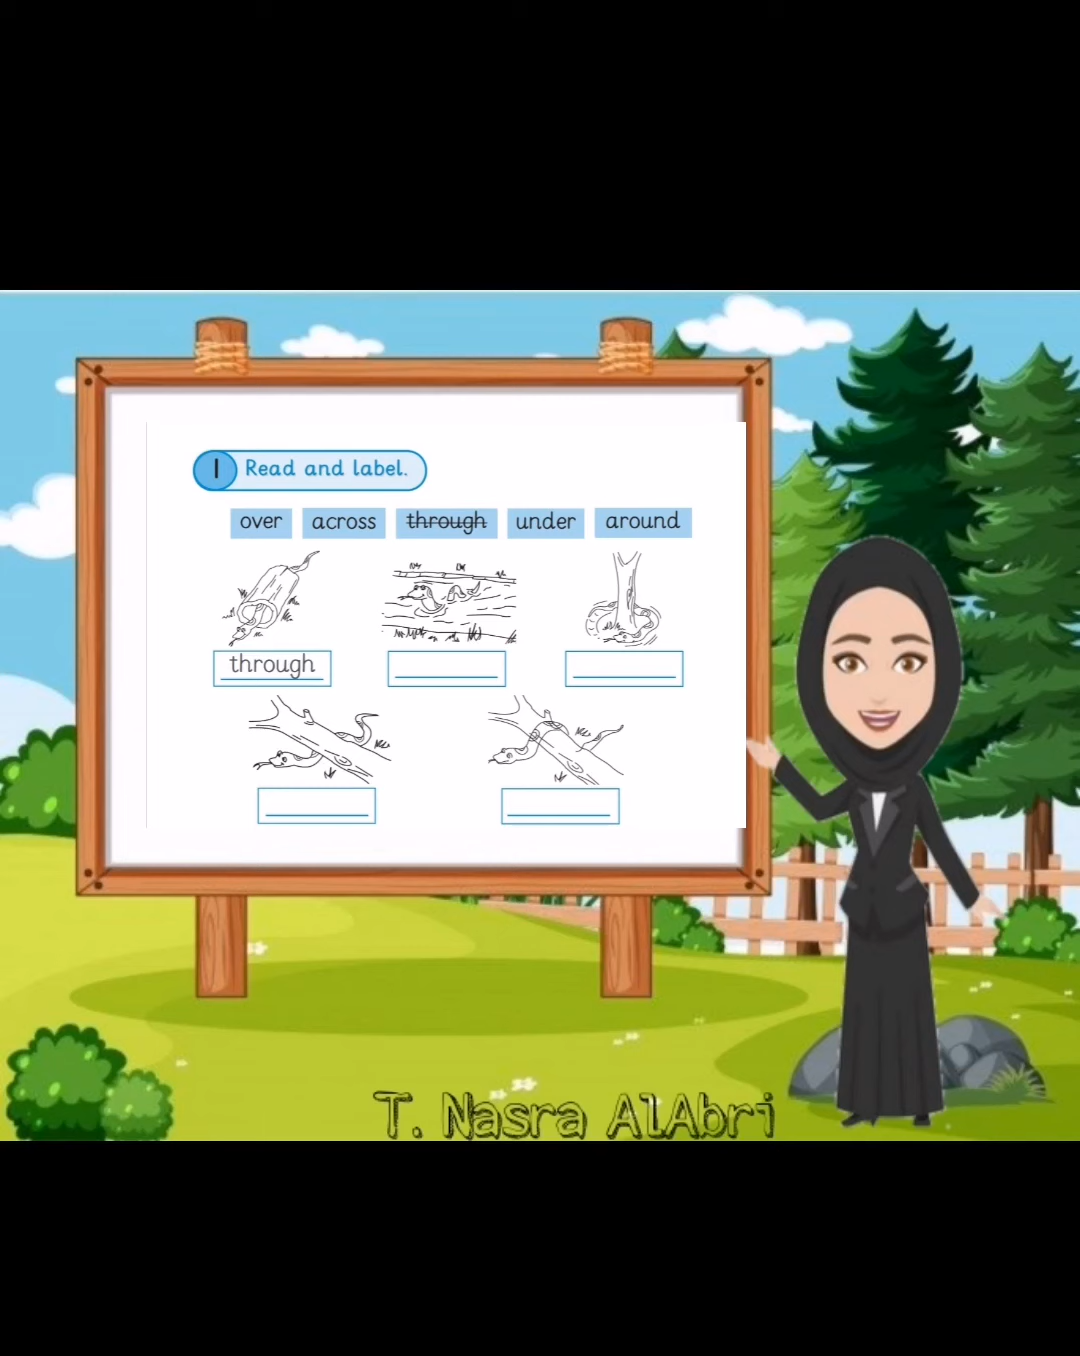 1 Read and label.
over across through under around
through
T. Nasra AlAbri